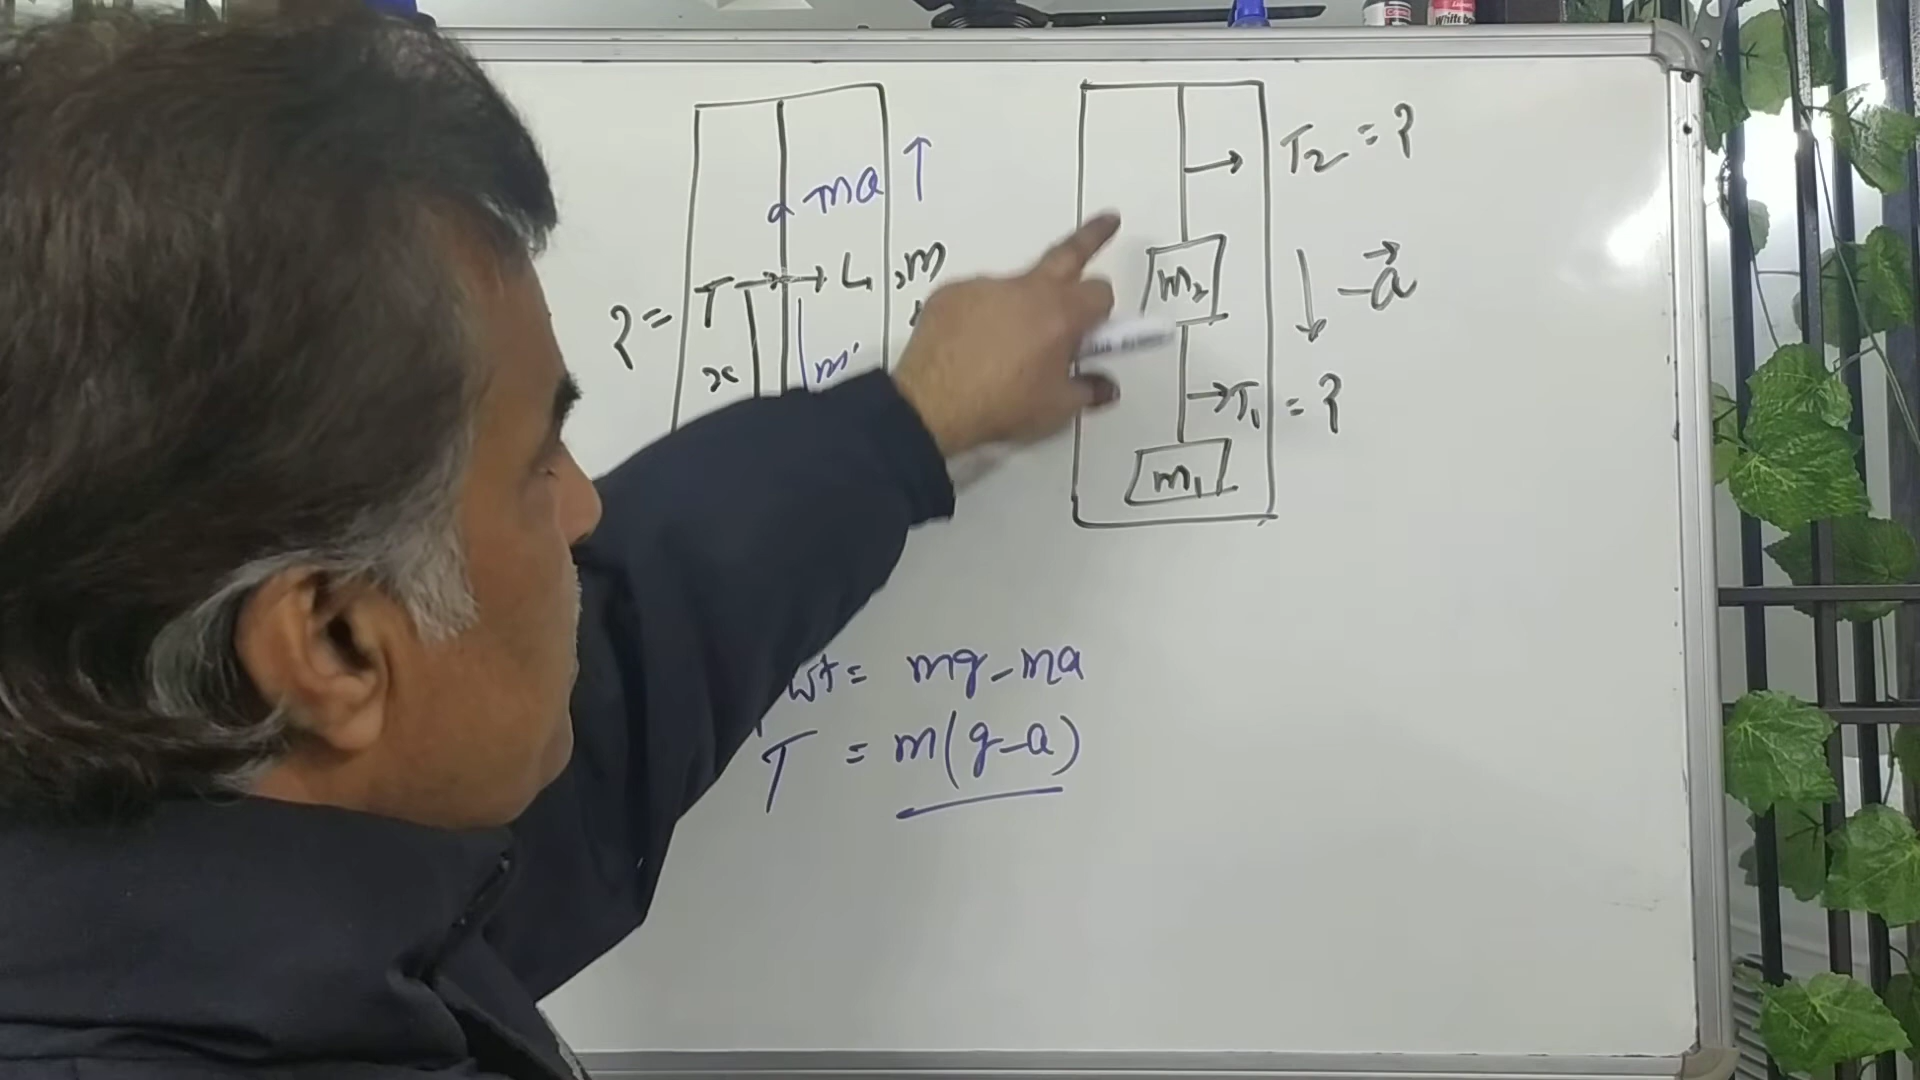 ma ↑
T → L, m
? =
x
m'
T₂ = ?
m₂
↓ -a⃗
T₁ = ?
m₁
wt = mg - ma
T = m(g-a)